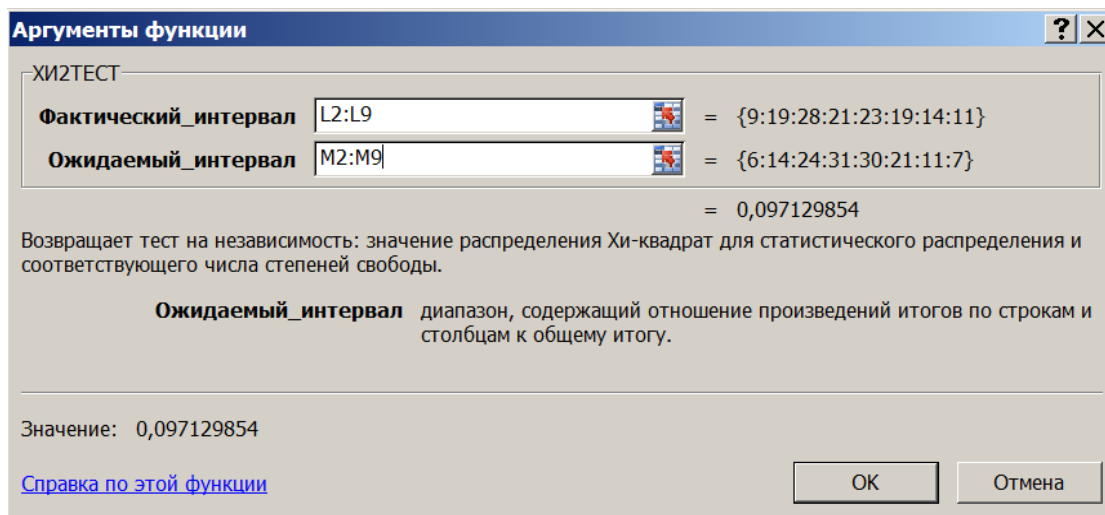 Аргументы функции
ХИ2ТЕСТ
Фактический_интервал L2:L9 = {9:19:28:21:23:19:14:11}
Ожидаемый_интервал M2:M9 = {6:14:24:31:30:21:11:7}
= 0,097129854
Возвращает тест на независимость: значение распределения Хи-квадрат для статистического распределения и
соответствующего числа степеней свободы.
Ожидаемый_интервал диапазон, содержащий отношение произведений итогов по строкам и
столбцам к общему итогу.
Значение: 0,097129854
Справка по этой функции
ОК Отмена